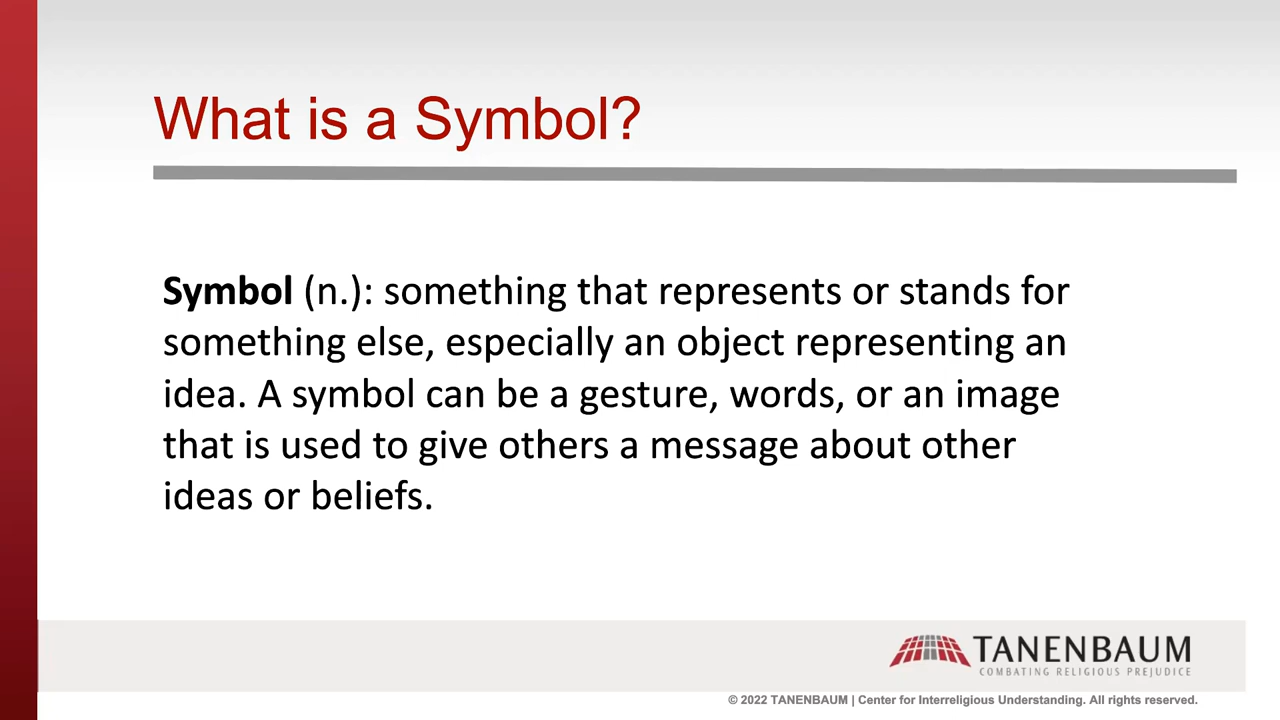 What is a Symbol?
Symbol (n.): something that represents or stands for
something else, especially an object representing an
idea. A symbol can be a gesture, words, or an image
that is used to give others a message about other
ideas or beliefs.
TANENBAUM
COMBATING RELIGIOUS PREJUDICE
© 2022 TANENBAUM | Center for Interreligious Understanding. All rights reserved.